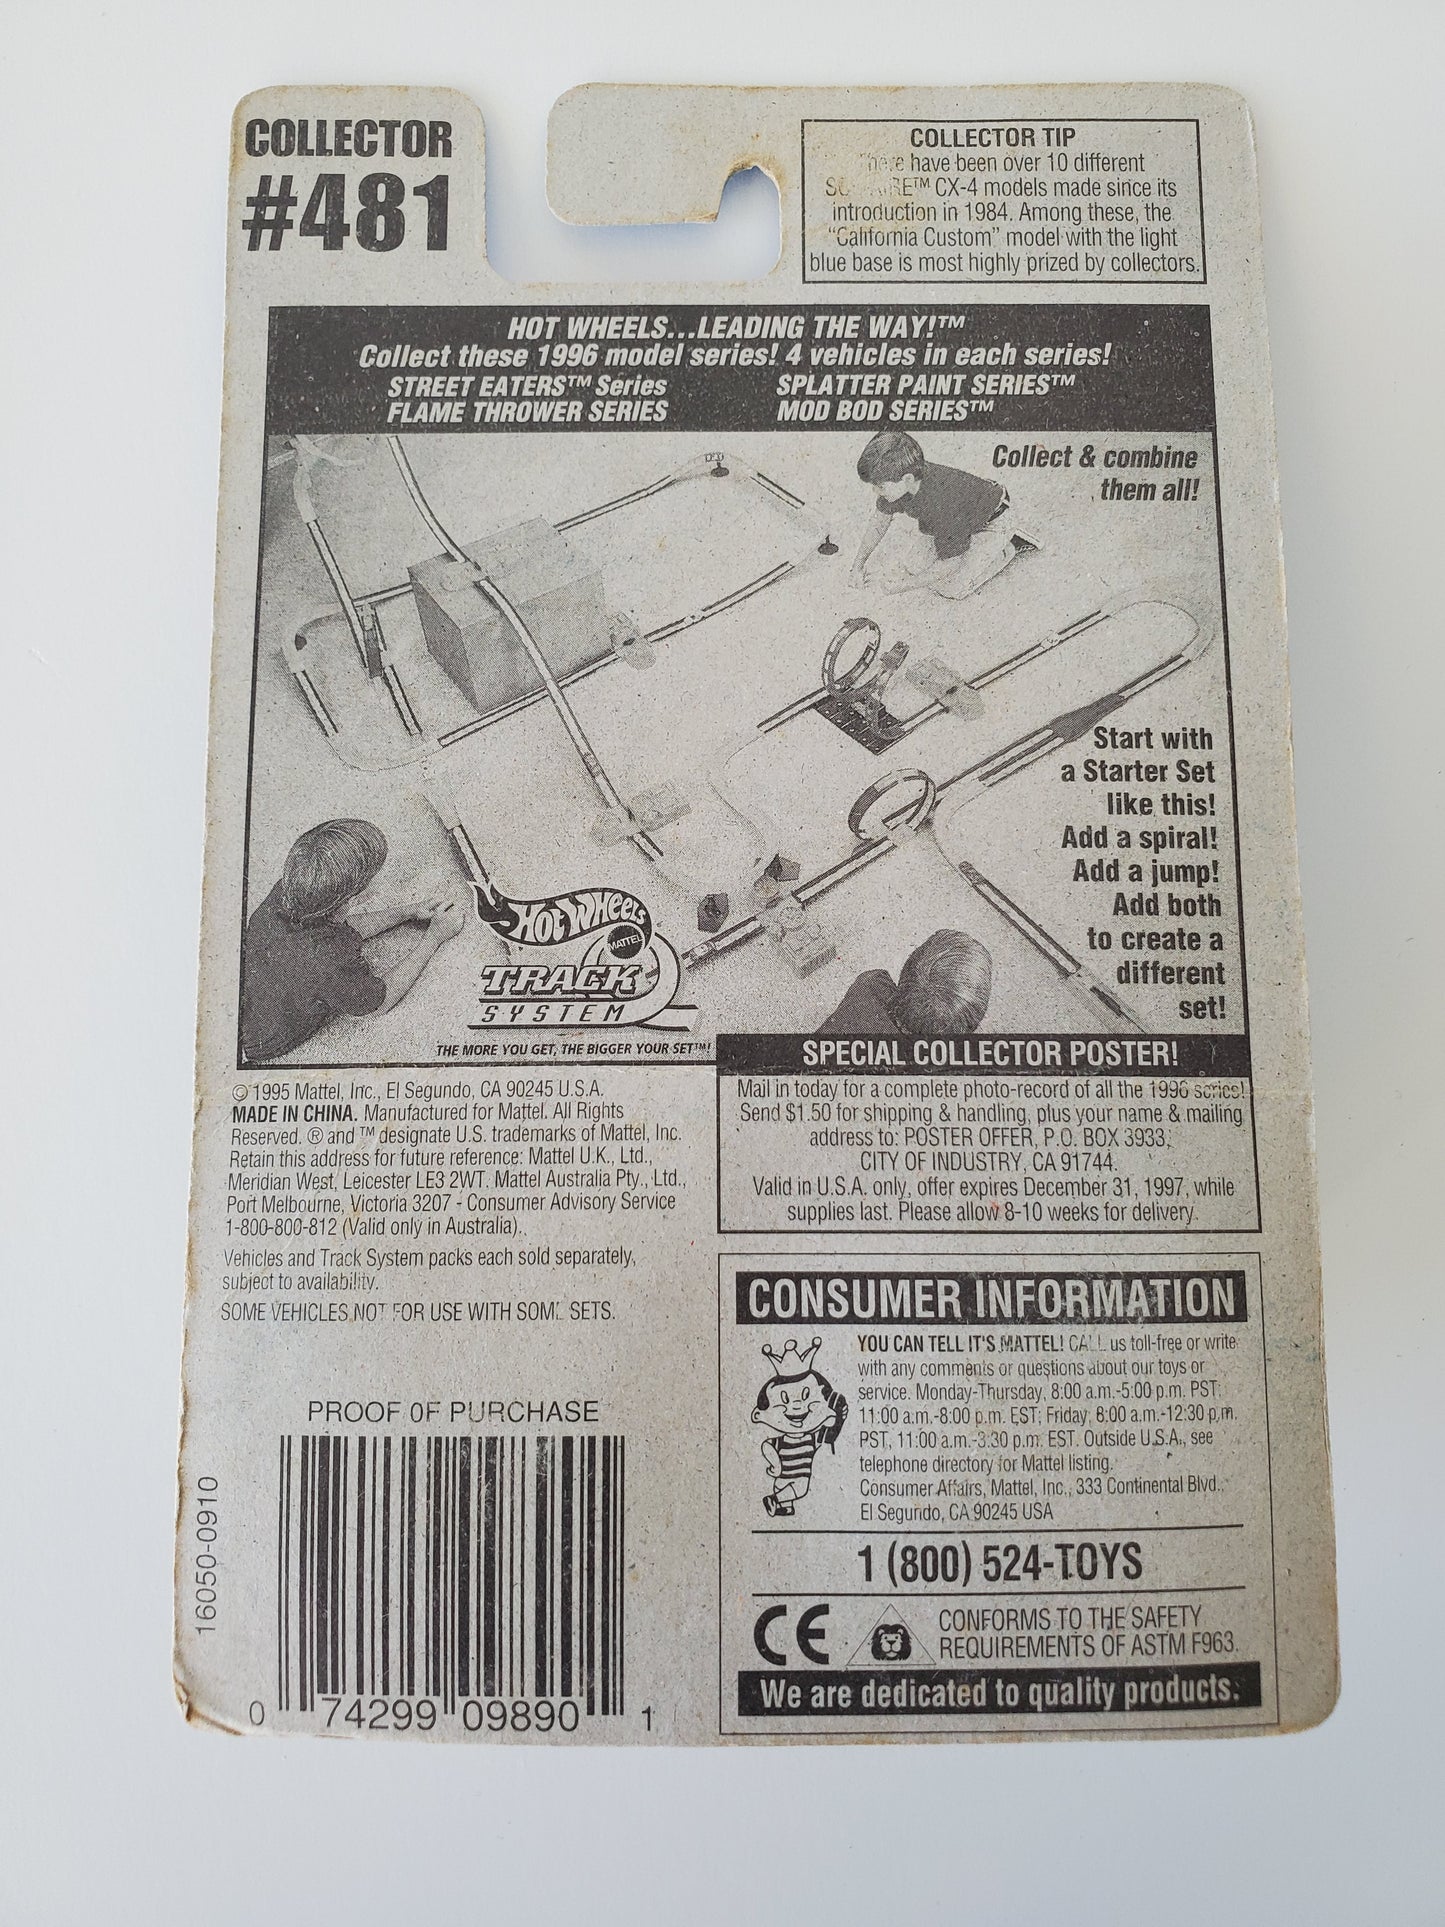 COLLECTOR
#481
COLLECTOR TIP
have been over 10 different
CX-4 models made since its
introduction in 1984. Among these, the
“California Custom” model with the light
blue base is most highly prized by collectors.
HOT WHEELS...LEADING THE WAY!™
Collect these 1996 model series! 4 vehicles in each series!
STREET EATERS™ Series
FLAME THROWER SERIES
SPLATTER PAINT SERIES™
MOD BOD SERIES™
Collect & combine
them all!
Start with
a Starter Set
like this!
Add a spiral!
Add a jump!
Add both
to create a
different
set!
HOT WHEELS
MATTEL
TRACK
SYSTEM
THE MORE YOU GET, THE BIGGER YOUR SET™!
© 1995 Mattel, Inc., El Segundo, CA 90245 U.S.A.
MADE IN CHINA. Manufactured for Mattel. All Rights
Reserved. ® and ™ designate U.S. trademarks of Mattel, Inc.
Retain this address for future reference: Mattel U.K., Ltd.,
Meridian West, Leicester LE3 2WT. Mattel Australia Pty., Ltd.,
Port Melbourne, Victoria 3207 - Consumer Advisory Service
1-800-800-812 (Valid only in Australia).
Vehicles and Track System packs each sold separately,
subject to availability.
SOME VEHICLES NOT FOR USE WITH SOME SETS.
SPECIAL COLLECTOR POSTER!
Mail in today for a complete photo-record of all the 1996 series!
Send $1.50 for shipping & handling, plus your name & mailing
address to: POSTER OFFER, P.O. BOX 3933,
CITY OF INDUSTRY, CA 91744.
Valid in U.S.A. only, offer expires December 31, 1997, while
supplies last. Please allow 8-10 weeks for delivery.
CONSUMER INFORMATION
YOU CAN TELL IT'S MATTEL! CALL us toll-free or write
with any comments or questions about our toys or
service. Monday-Thursday, 8:00 a.m.-5:00 p.m. PST;
11:00 a.m.-8:00 p.m. EST; Friday, 8:00 a.m.-12:30 p.m.
PST, 11:00 a.m.-3:30 p.m. EST. Outside U.S.A., see
telephone directory for Mattel listing.
Consumer Affairs, Mattel, Inc., 333 Continental Blvd.,
El Segundo, CA 90245 USA
1 (800) 524-TOYS
CE
CONFORMS TO THE SAFETY
REQUIREMENTS OF ASTM F963.
We are dedicated to quality products.
PROOF OF PURCHASE
16050-0910
0 74299 09890 1